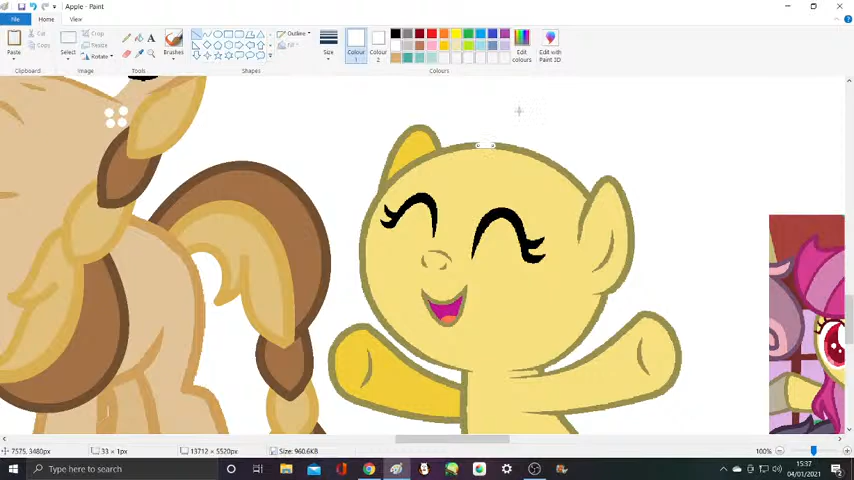 Apple - Paint
File Home View
Paste Cut Copy Clipboard
Select Crop Resize Rotate Image
Tools
Brushes
Outline Fill Shapes
Size
Colour 1 Colour 2 Edit colours Colours
Edit with Paint 3D
7575, 3480px 33 × 1px 13712 × 5520px Size: 960.6KB 100%
Type here to search
15:37
04/01/2021
2